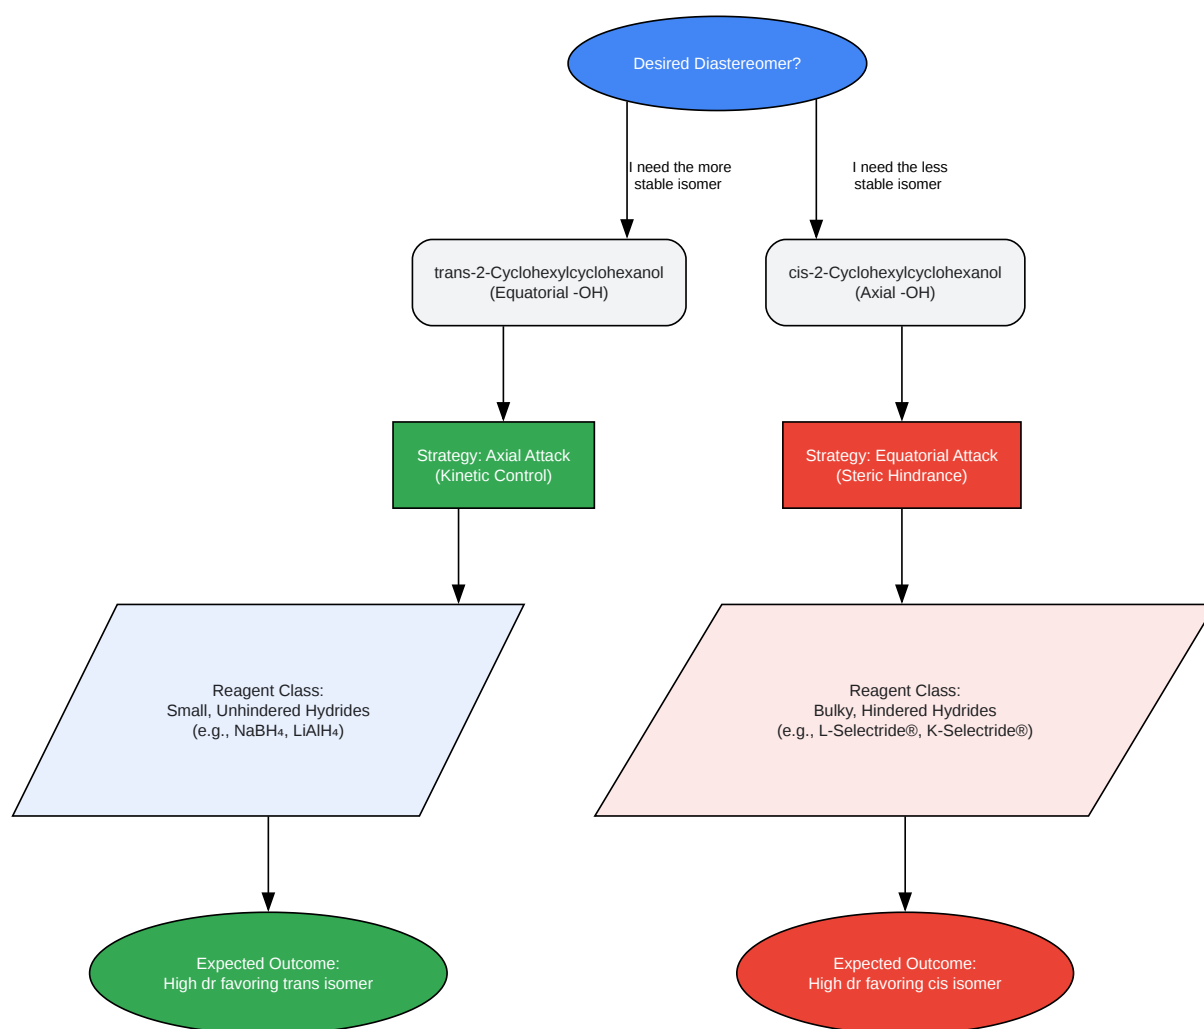 Desired Diastereomer?
I need the more
stable isomer
I need the less
stable isomer
trans-2-Cyclohexylcyclohexanol
(Equatorial -OH)
cis-2-Cyclohexylcyclohexanol
(Axial -OH)
Strategy: Axial Attack
(Kinetic Control)
Strategy: Equatorial Attack
(Steric Hindrance)
Reagent Class:
Small, Unhindered Hydrides
(e.g., NaBH₄, LiAlH₄)
Reagent Class:
Bulky, Hindered Hydrides
(e.g., L-Selectride®, K-Selectride®)
Expected Outcome:
High dr favoring trans isomer
Expected Outcome:
High dr favoring cis isomer